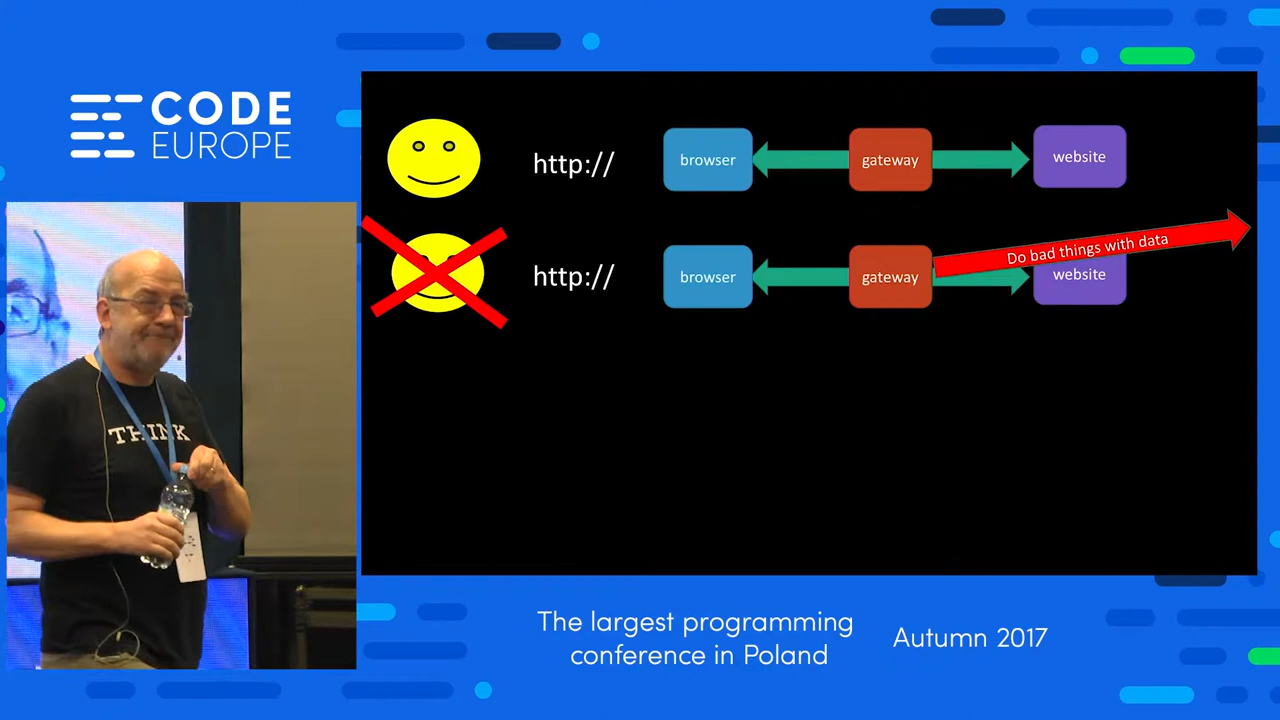 CODE
EUROPE
http://
browser
gateway
website
Do bad things with data
http://
browser
gateway
website
THINK
The largest programming
conference in Poland
Autumn 2017